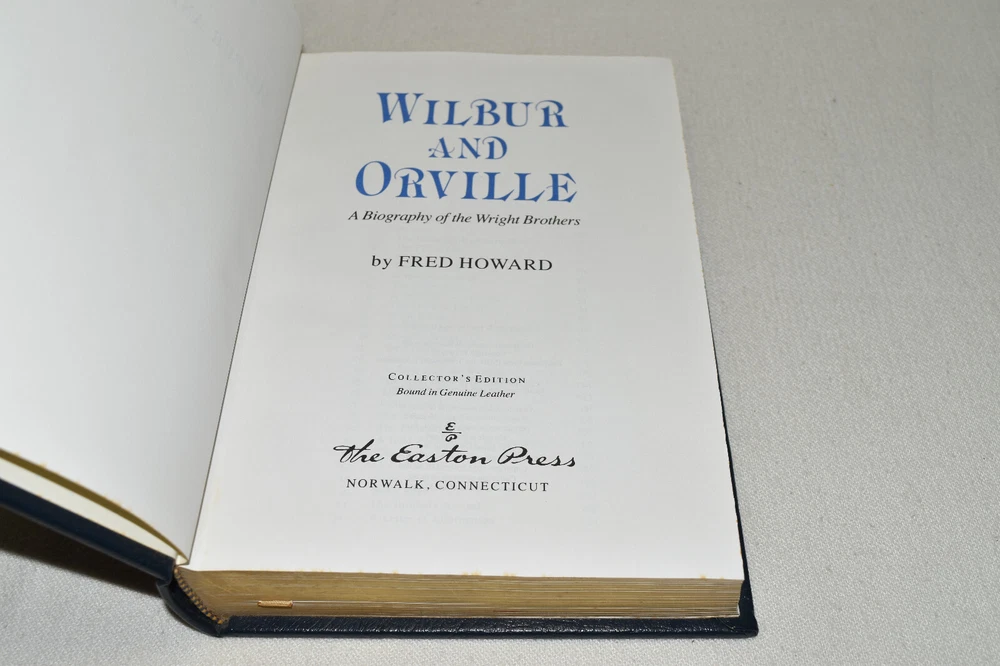 WILBUR
AND
ORVILLE
A Biography of the Wright Brothers
by FRED HOWARD
COLLECTOR'S EDITION
Bound in Genuine Leather
E
P
The Easton Press
NORWALK, CONNECTICUT